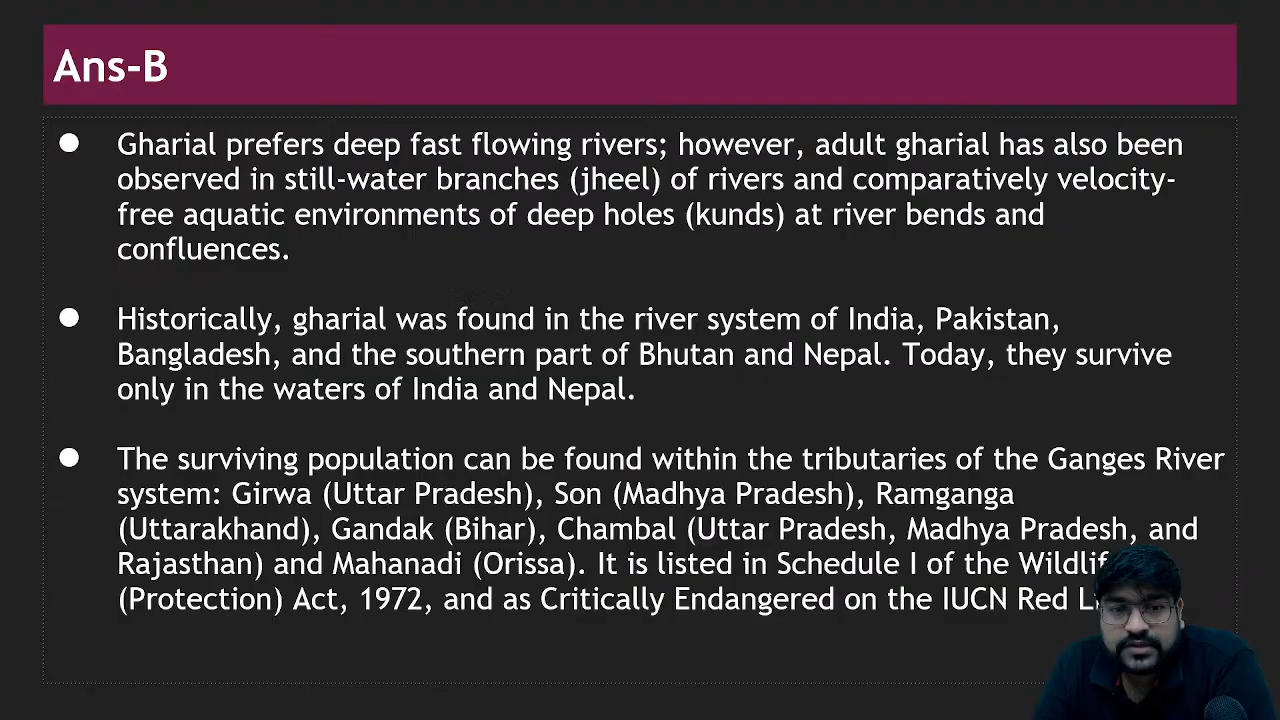 Ans-B
Gharial prefers deep fast flowing rivers; however, adult gharial has also been
observed in still-water branches (jheel) of rivers and comparatively velocity-
free aquatic environments of deep holes (kunds) at river bends and
confluences.
Historically, gharial was found in the river system of India, Pakistan,
Bangladesh, and the southern part of Bhutan and Nepal. Today, they survive
only in the waters of India and Nepal.
The surviving population can be found within the tributaries of the Ganges River
system: Girwa (Uttar Pradesh), Son (Madhya Pradesh), Ramganga
(Uttarakhand), Gandak (Bihar), Chambal (Uttar Pradesh, Madhya Pradesh, and
Rajasthan) and Mahanadi (Orissa). It is listed in Schedule I of the
(Protection) Act, 1972, and as Critically Endangered on the IUCN Red